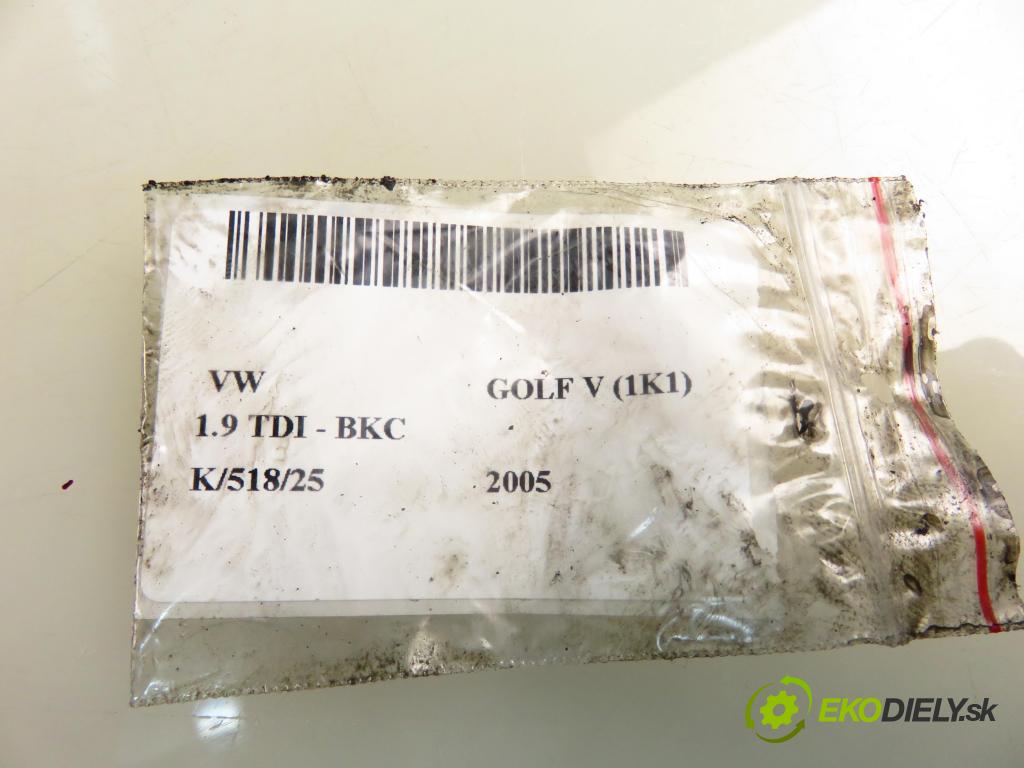 VW GOLF V (1K1)
1.9 TDI - BKC
K/518/25 2005
EKODIELY.sk